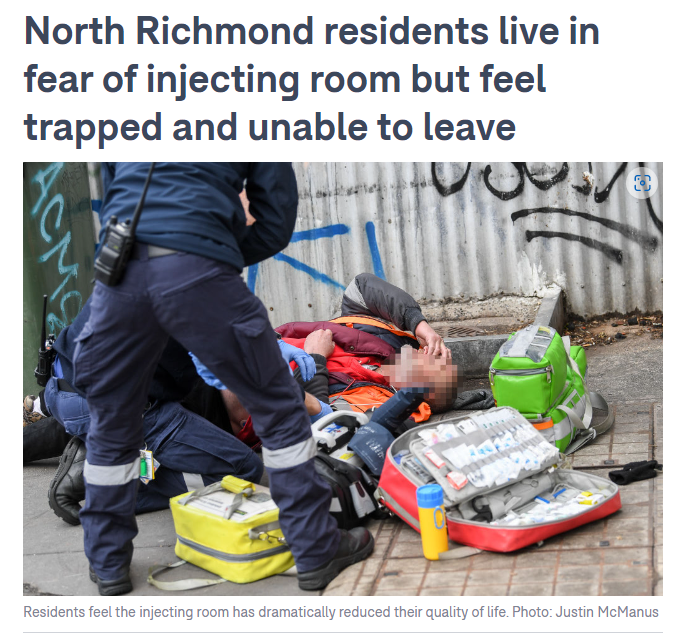 North Richmond residents live in
fear of injecting room but feel
trapped and unable to leave
Residents feel the injecting room has dramatically reduced their quality of life. Photo: Justin McManus